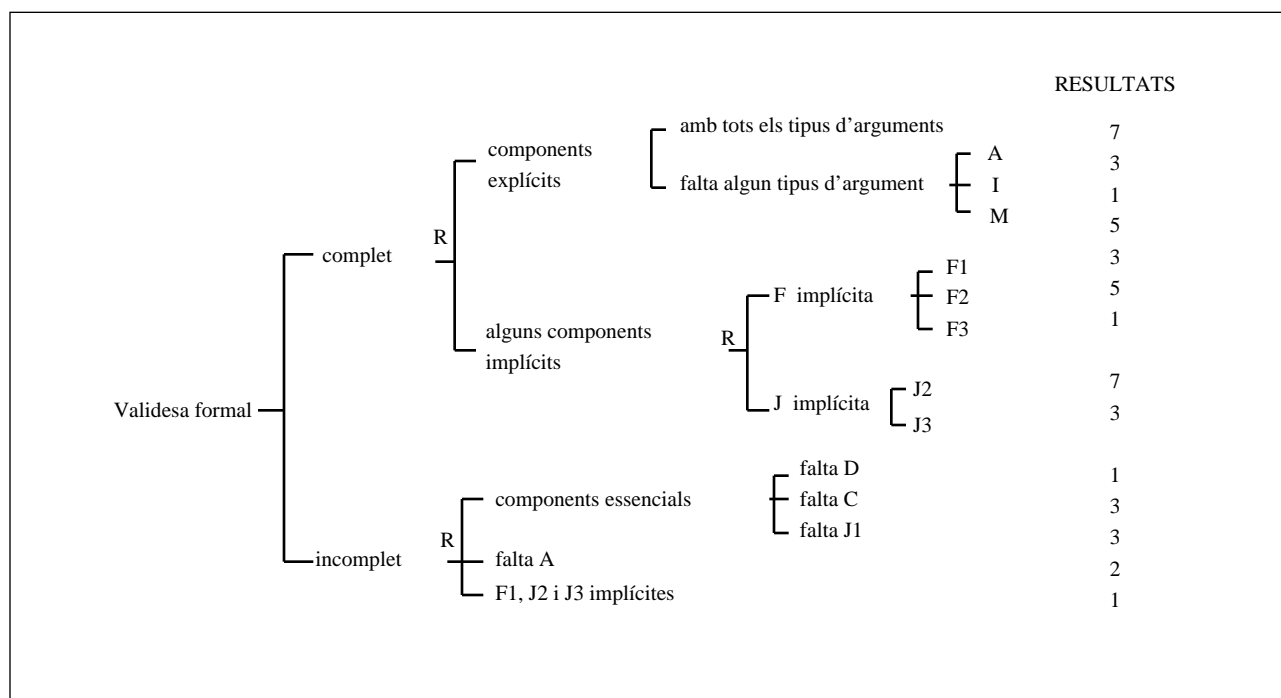 RESULTATS
amb tots els tipus d’arguments
7
components
explícits
A
3
falta algun tipus d’argument
I
1
M
5
R
complet
F1
3
F implícita
F2
5
F3
1
alguns components
implícits
R
J2
7
J implícita
J3
3
Validesa formal
falta D
1
components essencials
falta C
3
falta J1
3
R
incomplet
falta A
2
F1, J2 i J3 implícites
1